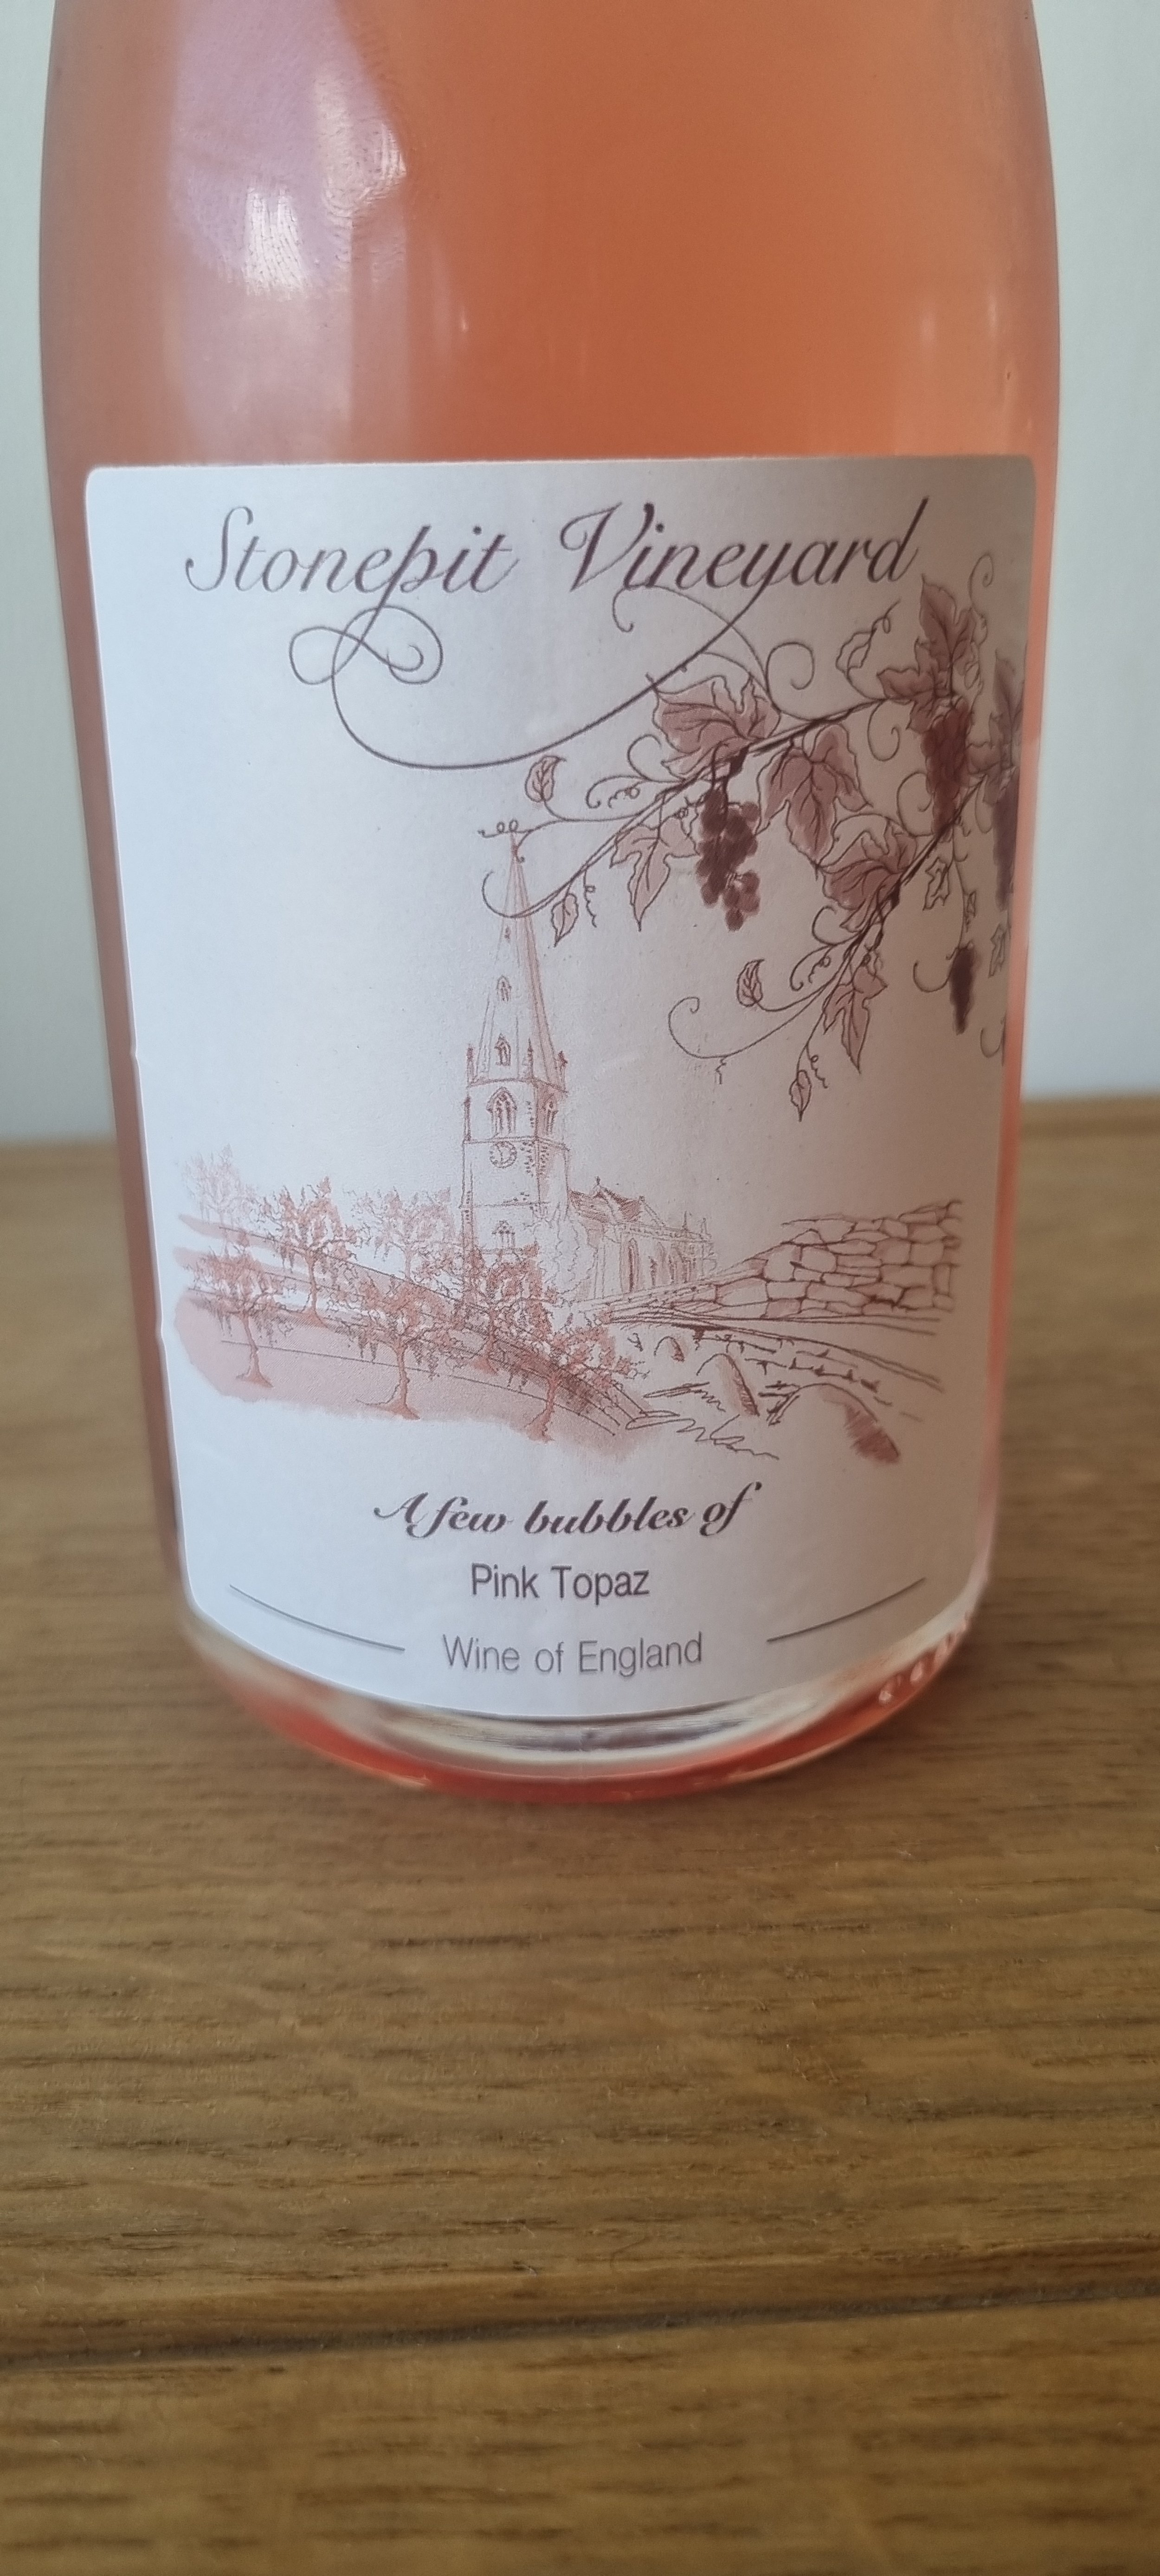 Stonepit Vineyard
A few bubbles of
Pink Topaz
Wine of England